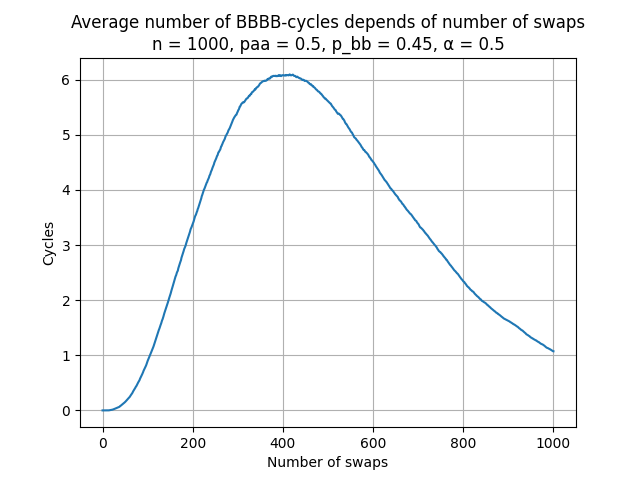 Average number of BBBB-cycles depends of number of swaps
n = 1000, paa = 0.5, p_bb = 0.45, α = 0.5
6
5
4
3
2
1
0
Cycles
0 200 400 600 800 1000
Number of swaps